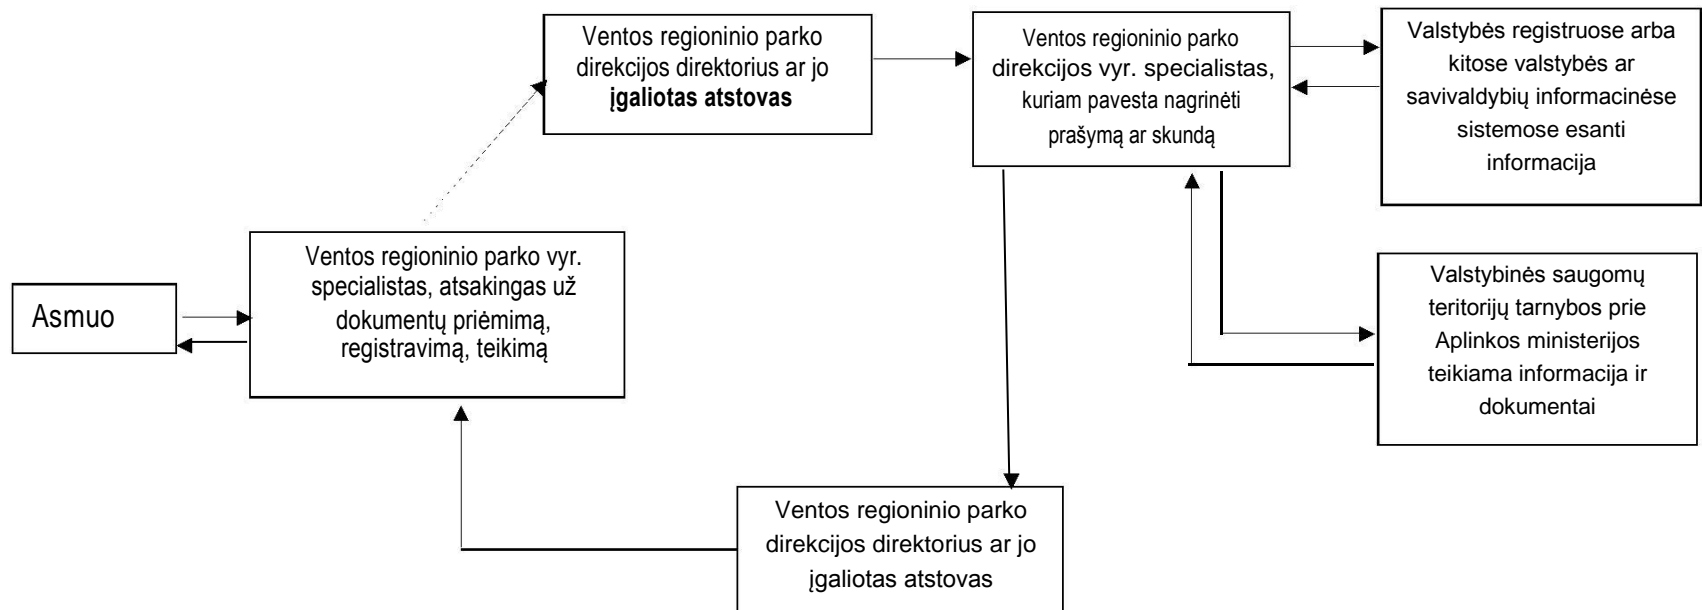 Ventos regioninio parko
direkcijos direktorius ar jo
įgaliotas atstovas
Ventos regioninio parko
direkcijos vyr. specialistas,
kuriam pavesta nagrinėti
prašymą ar skundą
Valstybės registruose arba
kitose valstybės ar
savivaldybių informacinėse
sistemose esanti
informacija
Asmuo
Ventos regioninio parko vyr.
specialistas, atsakingas už
dokumentų priėmimą,
registravimą, teikimą
Valstybinės saugomų
teritorijų tarnybos prie
Aplinkos ministerijos
teikiama informacija ir
dokumentai
Ventos regioninio parko
direkcijos direktorius ar jo
įgaliotas atstovas